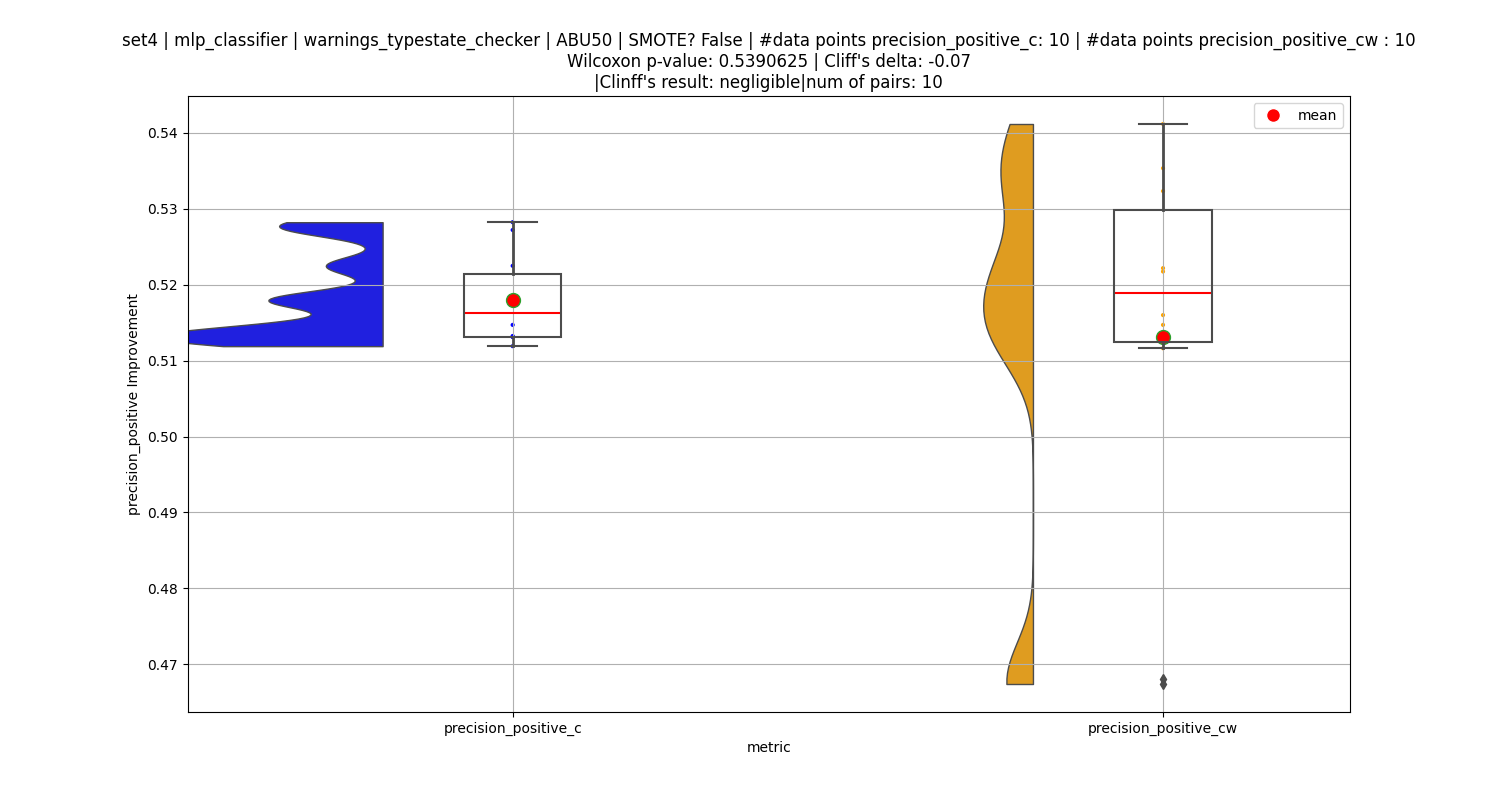 set4 | mlp_classifier | warnings_typestate_checker | ABU50 | SMOTE? False | #data points precision_positive_c: 10 | #data points precision_positive_cw : 10
Wilcoxon p-value: 0.5390625 | Cliff's delta: -0.07
|Clinff's result: negligible|num of pairs: 10
mean
0.54
0.53
0.52
0.51
0.50
0.49
0.48
0.47
precision_positive Improvement
precision_positive_c
precision_positive_cw
metric